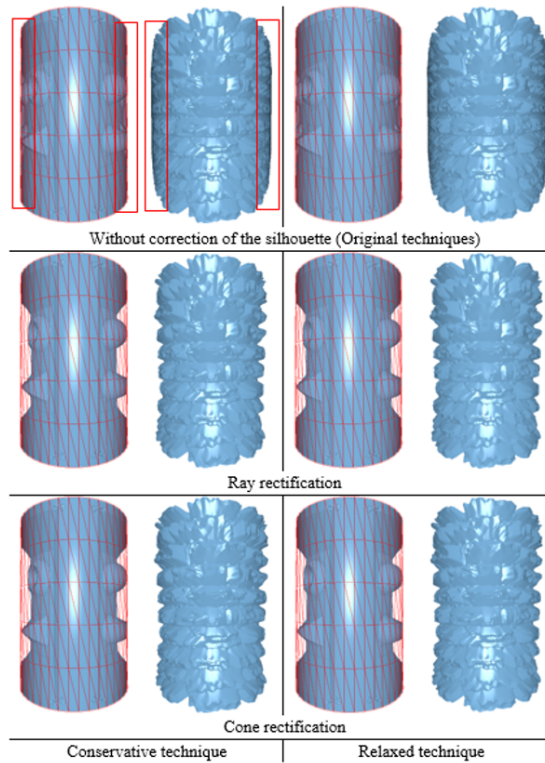 Without correction of the silhouette (Original techniques)
Ray rectification
Cone rectification
Conservative technique
Relaxed technique